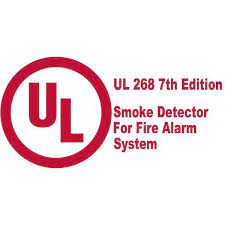 UL
UL 268 7th Edition
Smoke Detector
For Fire Alarm
System